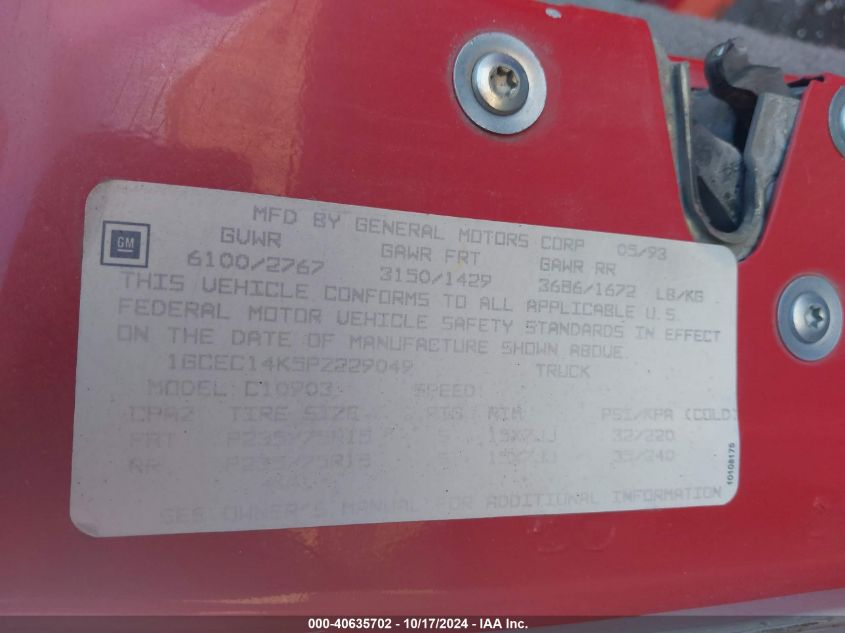 GM
MFD BY GENERAL MOTORS CORP 05/93
GVWR GAWR FRT GAWR RR
6100/2767 3150/1429 3686/1672 LB/KG
THIS VEHICLE CONFORMS TO ALL APPLICABLE U.S.
FEDERAL MOTOR VEHICLE SAFETY STANDARDS IN EFFECT
ON THE DATE OF MANUFACTURE SHOWN ABOVE.
1GCEC14K5PZ229049 TRUCK
MODEL C10903 SPEED
TIRE SIZE RTG RIM PSI/KPA (COLD)
FRT P235/75R15 S 15X7JJ 32/220
RR P235/75R15 S 15X7JJ 35/240
SEE OWNER'S MANUAL FOR ADDITIONAL INFORMATION
10108175
000-40635702 - 10/17/2024 - IAA Inc.